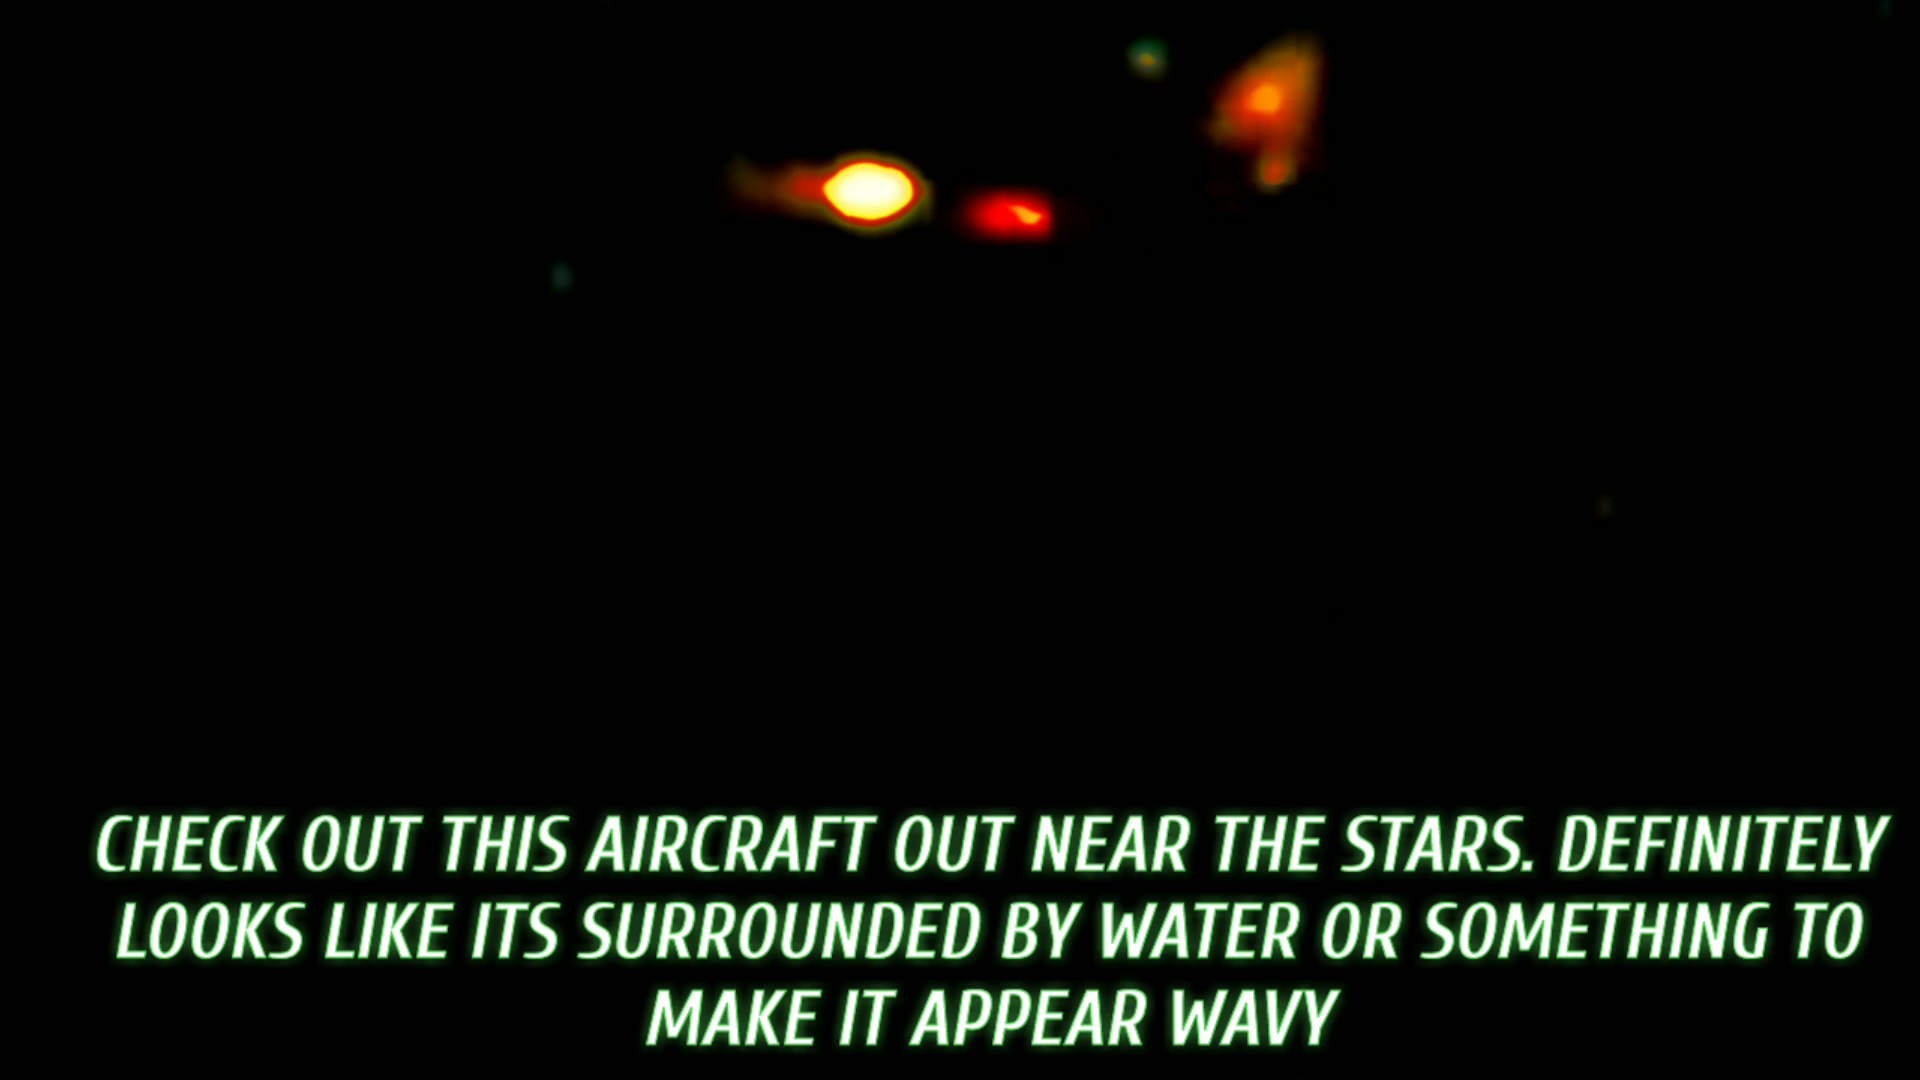 CHECK OUT THIS AIRCRAFT OUT NEAR THE STARS. DEFINITELY
LOOKS LIKE ITS SURROUNDED BY WATER OR SOMETHING TO
MAKE IT APPEAR WAVY